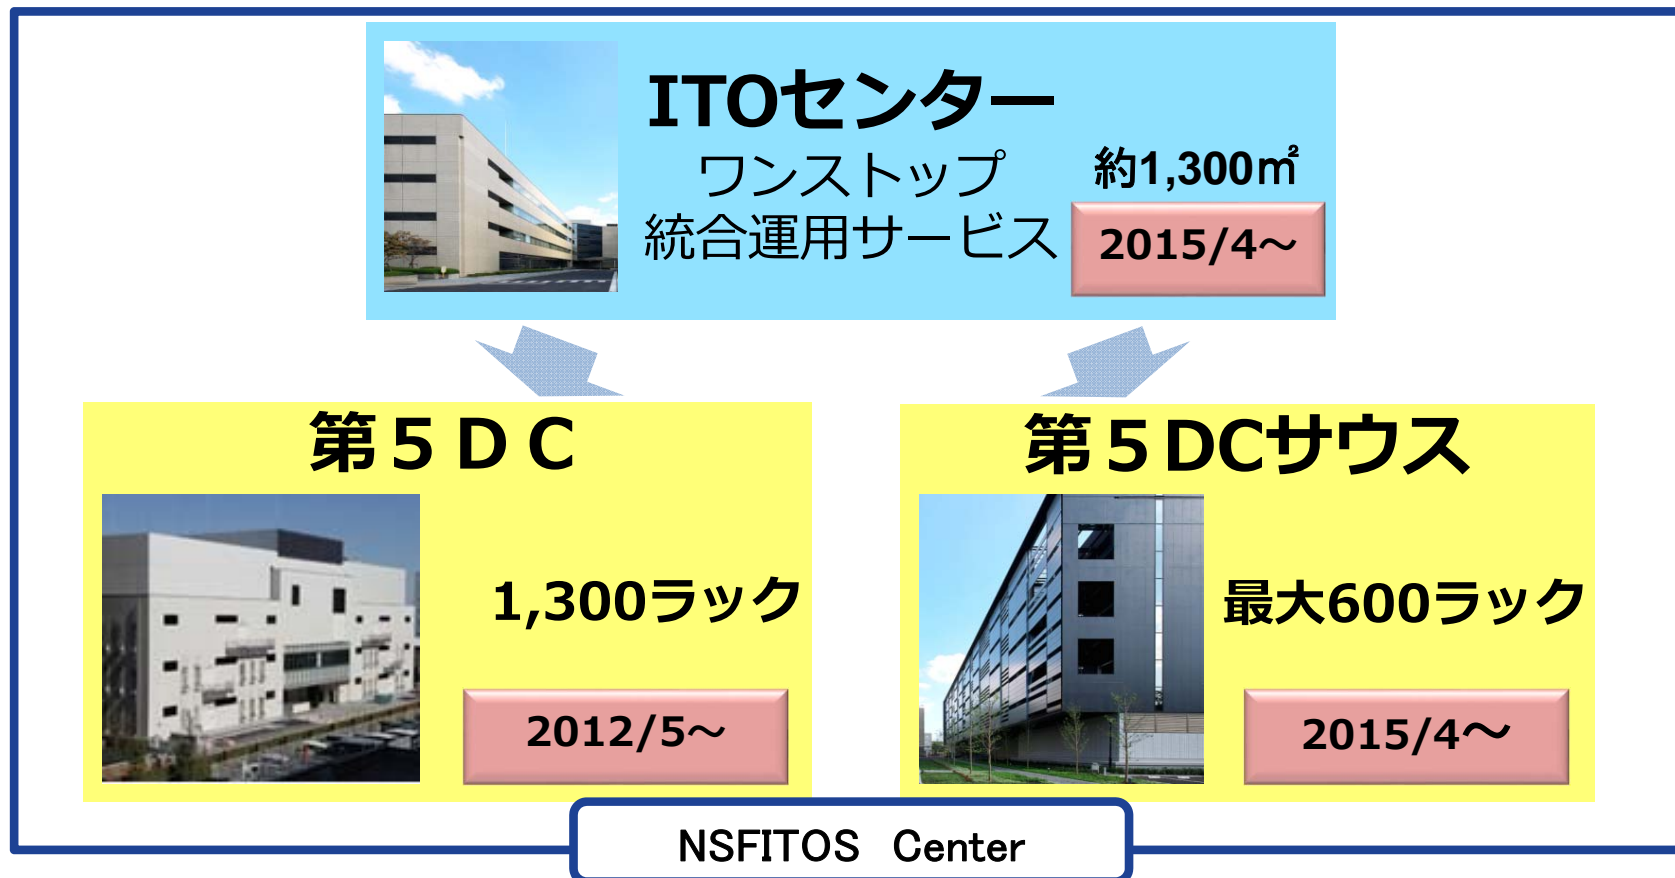 ITOセンター
ワンストップ
統合運用サービス
約1,300㎡
2015/4～
第５ＤＣ
1,300ラック
2012/5～
第５DCサウス
最大600ラック
2015/4～
NSFITOS　Center